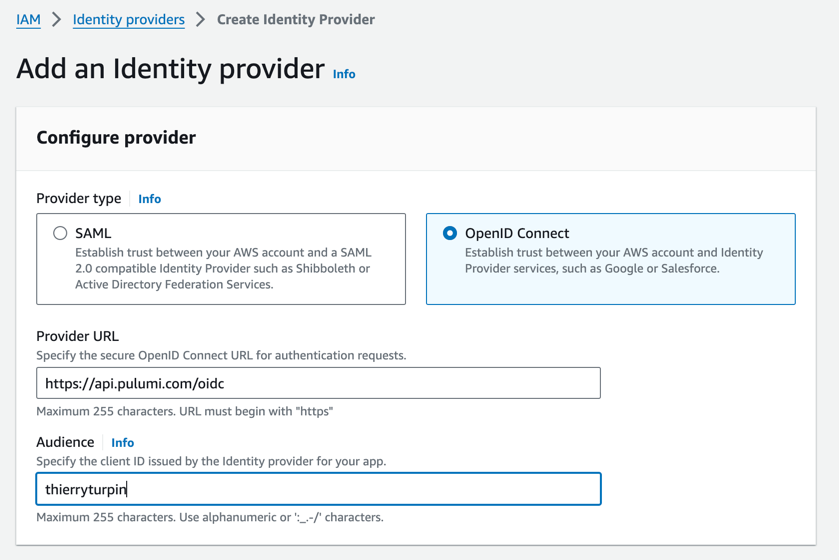 IAM > Identity providers > Create Identity Provider
Add an Identity provider Info
Configure provider
Provider type Info
SAML
Establish trust between your AWS account and a SAML
2.0 compatible Identity Provider such as Shibboleth or
Active Directory Federation Services.
OpenID Connect
Establish trust between your AWS account and Identity
Provider services, such as Google or Salesforce.
Provider URL
Specify the secure OpenID Connect URL for authentication requests.
https://api.pulumi.com/oidc
Maximum 255 characters. URL must begin with "https"
Audience Info
Specify the client ID issued by the Identity provider for your app.
thierryturpin
Maximum 255 characters. Use alphanumeric or ':_.-/' characters.